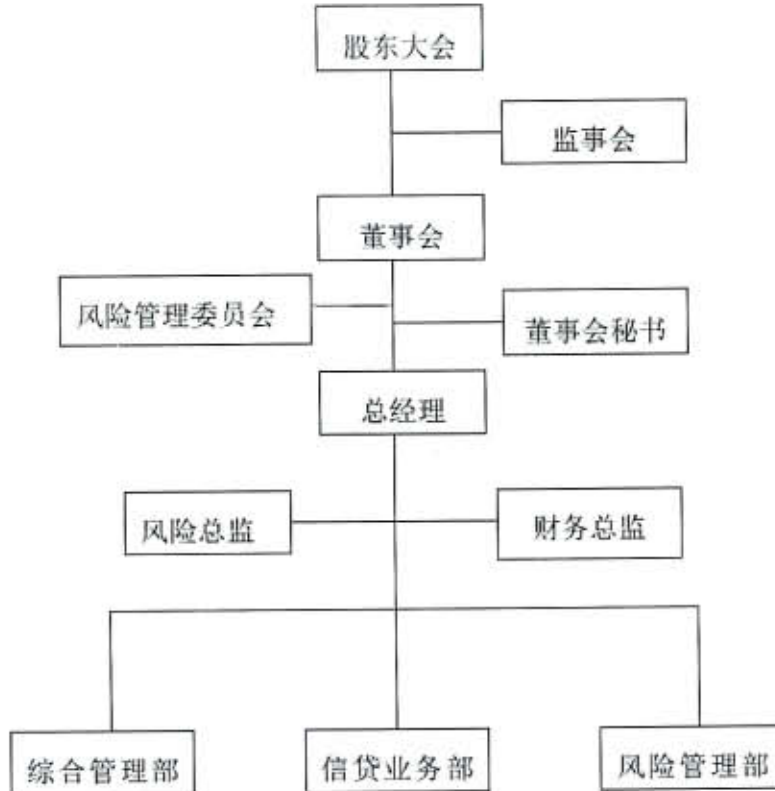 股东大会
监事会
董事会
风险管理委员会
董事会秘书
总经理
风险总监
财务总监
综合管理部
信贷业务部
风险管理部